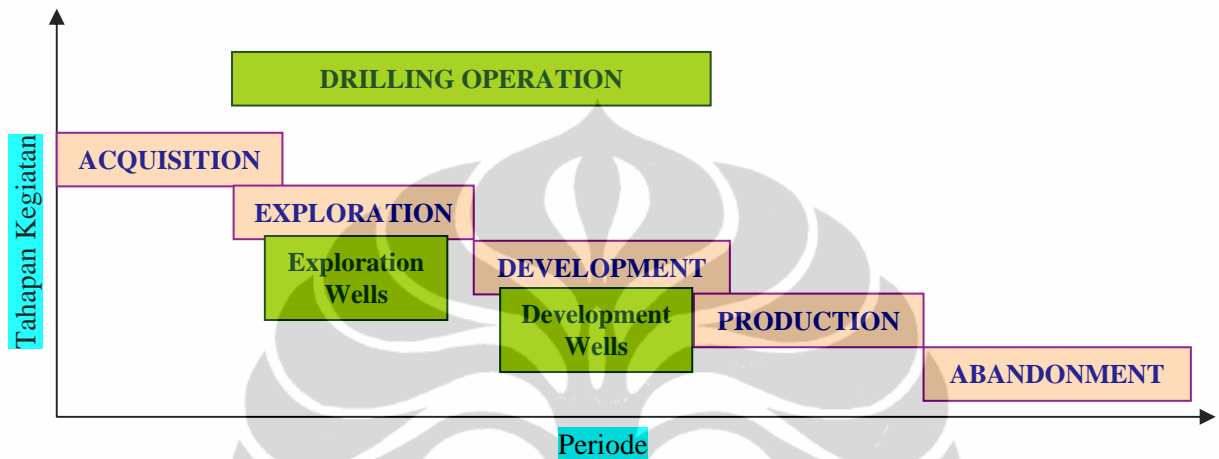 DRILLING OPERATION
Tahapan Kegiatan
ACQUISITION
EXPLORATION
Exploration
Wells
DEVELOPMENT
Development
Wells
PRODUCTION
ABANDONMENT
Periode